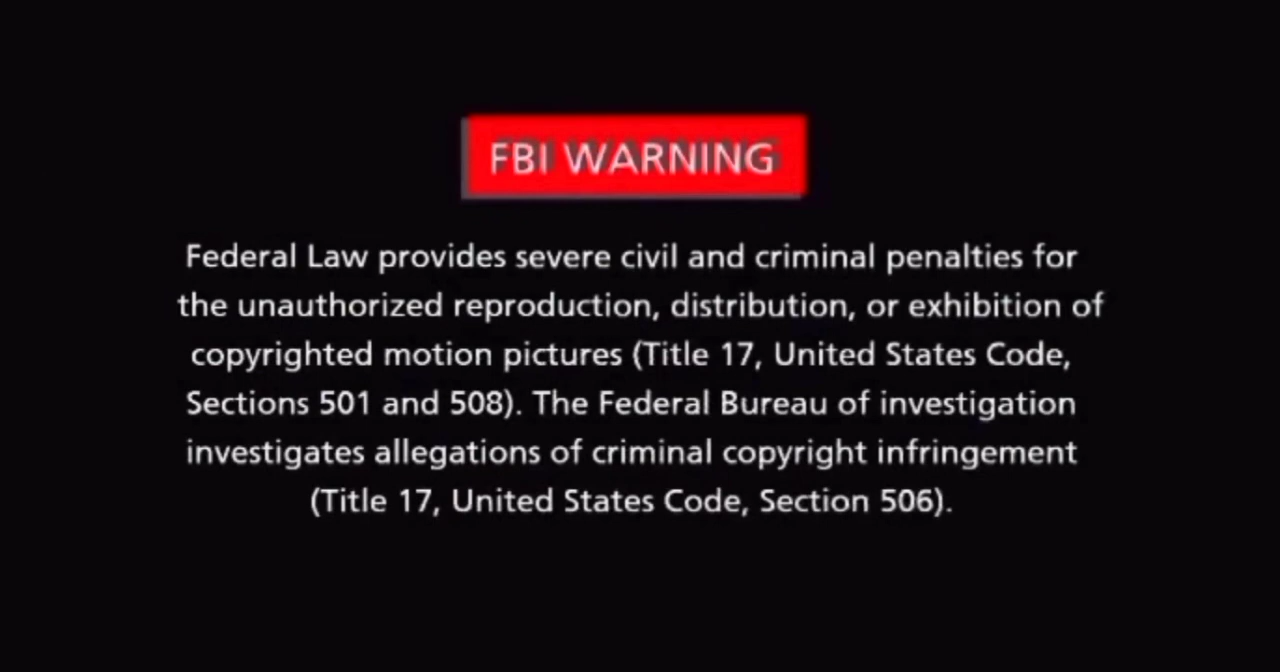 FBI WARNING
Federal Law provides severe civil and criminal penalties for
the unauthorized reproduction, distribution, or exhibition of
copyrighted motion pictures (Title 17, United States Code,
Sections 501 and 508). The Federal Bureau of investigation
investigates allegations of criminal copyright infringement
(Title 17, United States Code, Section 506).